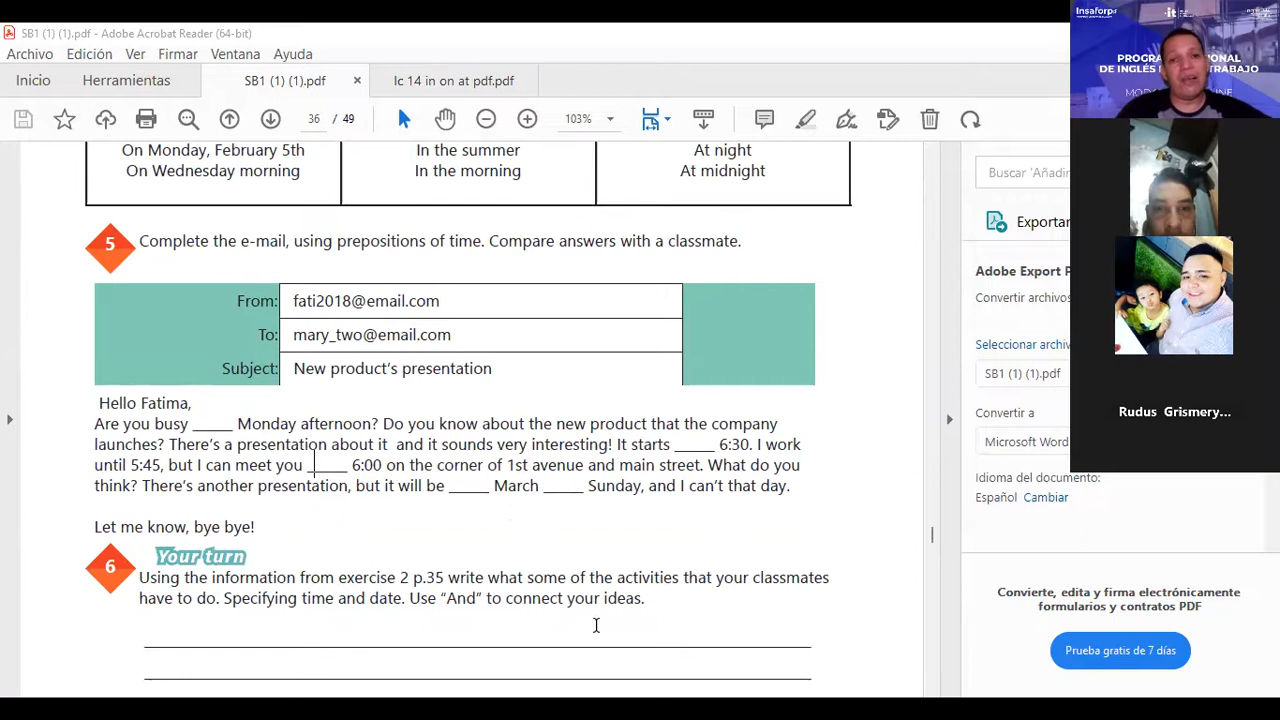 SB1 (1) (1).pdf - Adobe Acrobat Reader (64-bit)
Archivo Edición Ver Firmar Ventana Ayuda
Inicio Herramientas SB1 (1) (1).pdf × Ic 14 in on at pdf.pdf
36 / 49 103%
On Monday, February 5th In the summer At night
On Wednesday morning In the morning At midnight
5 Complete the e-mail, using prepositions of time. Compare answers with a classmate.
From: fati2018@email.com
To: mary_two@email.com
Subject: New product's presentation
Hello Fatima,
Are you busy _____ Monday afternoon? Do you know about the new product that the company
launches? There's a presentation about it and it sounds very interesting! It starts _____ 6:30. I work
until 5:45, but I can meet you _____ 6:00 on the corner of 1st avenue and main street. What do you
think? There's another presentation, but it will be _____ March _____ Sunday, and I can't that day.
Let me know, bye bye!
Your turn
6 Using the information from exercise 2 p.35 write what some of the activities that your classmates
have to do. Specifying time and date. Use "And" to connect your ideas.
Buscar 'Añadir
Exportar
Adobe Export P
Convertir archivos
Seleccionar archiv
SB1 (1) (1).pdf
Convertir a
Microsoft Word
Idioma del documento:
Español Cambiar
Convierte, edita y firma electrónicamente
formularios y contratos PDF
Prueba gratis de 7 días
Insaforp it
PROGRA IONAL
DE INGLÉS TRABAJO
Rudus Grismery...